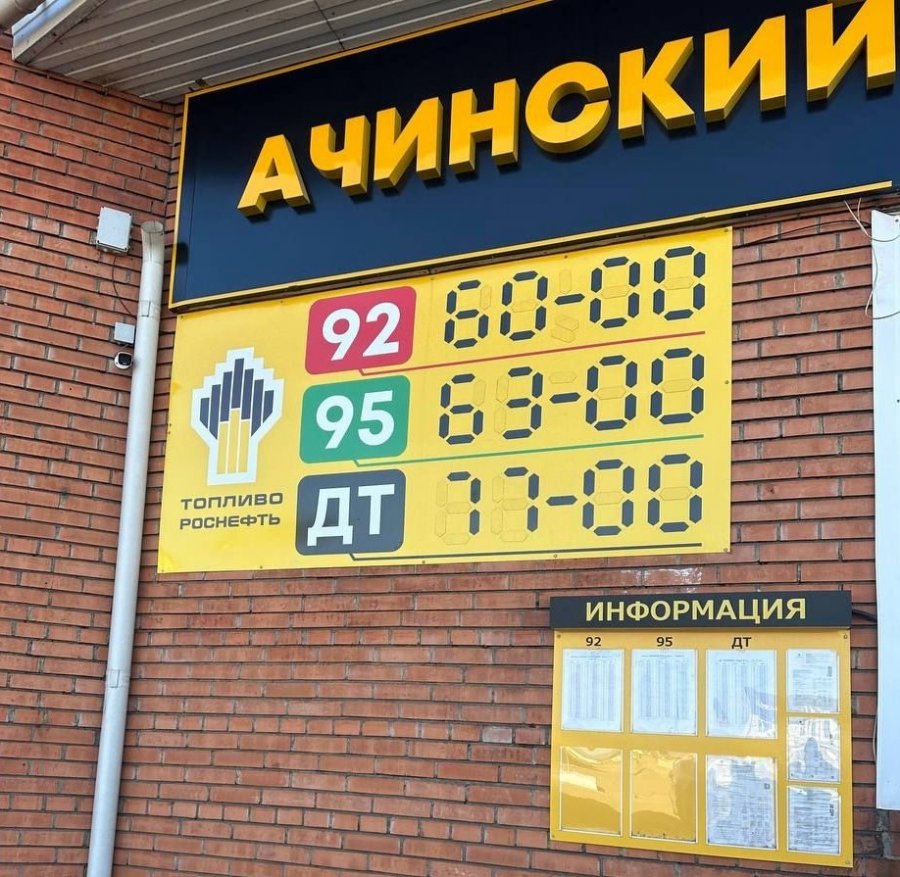 АЧИНСКИЙ
92 60-00
95 63-00
ДТ 77-00
ТОПЛИВО
РОСНЕФТЬ
ИНФОРМАЦИЯ
92 95 ДТ